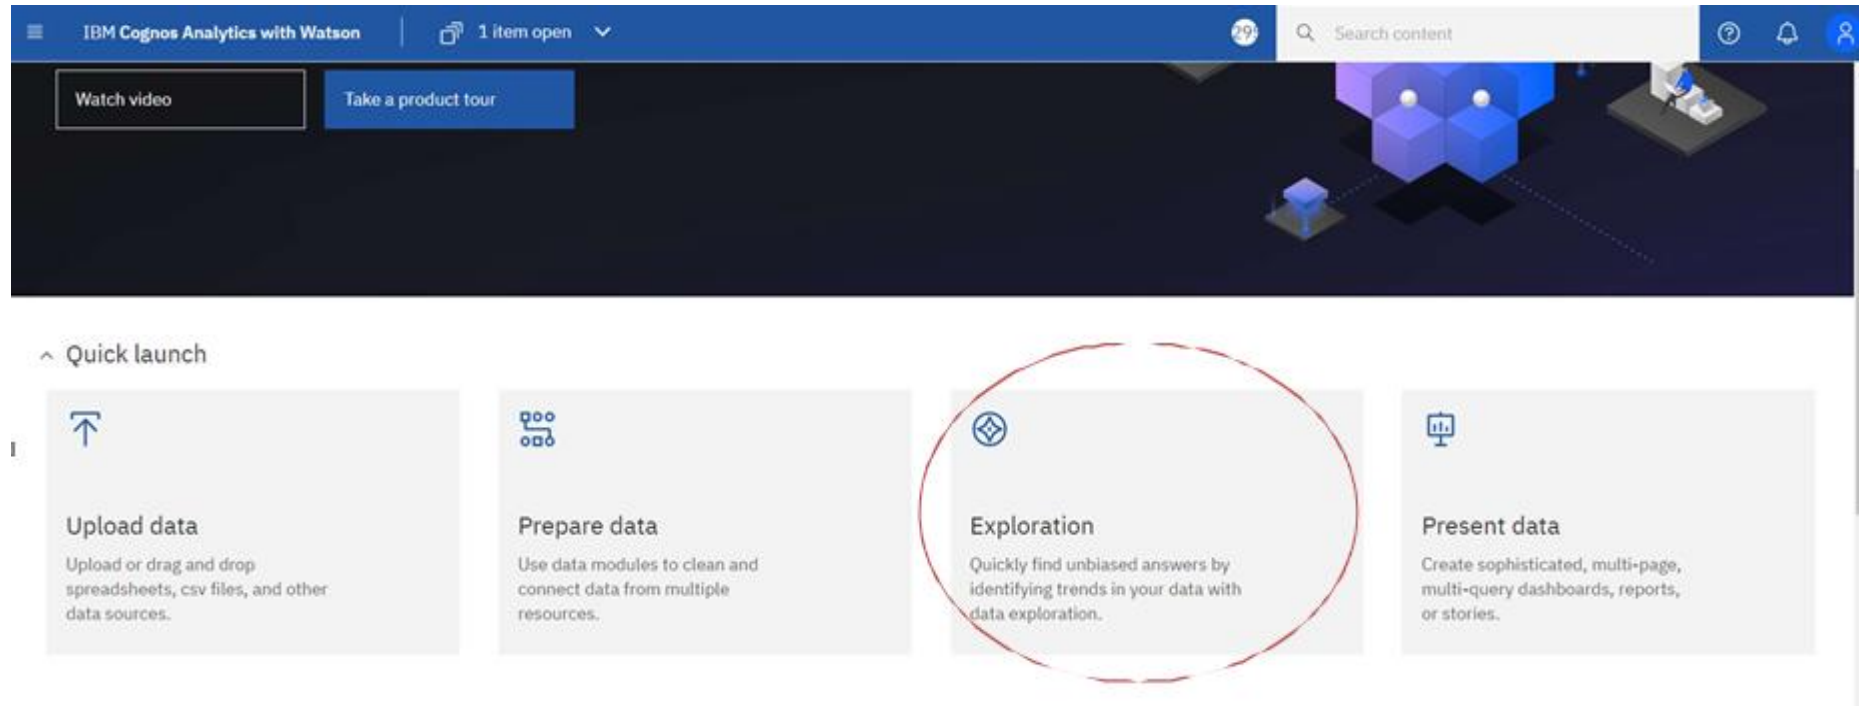 IBM Cognos Analytics with Watson
1 item open
29
Search content
Watch video
Take a product tour
Quick launch
Upload data
Upload or drag and drop
spreadsheets, csv files, and other
data sources.
Prepare data
Use data modules to clean and
connect data from multiple
resources.
Exploration
Quickly find unbiased answers by
identifying trends in your data with
data exploration.
Present data
Create sophisticated, multi-page,
multi-query dashboards, reports,
or stories.